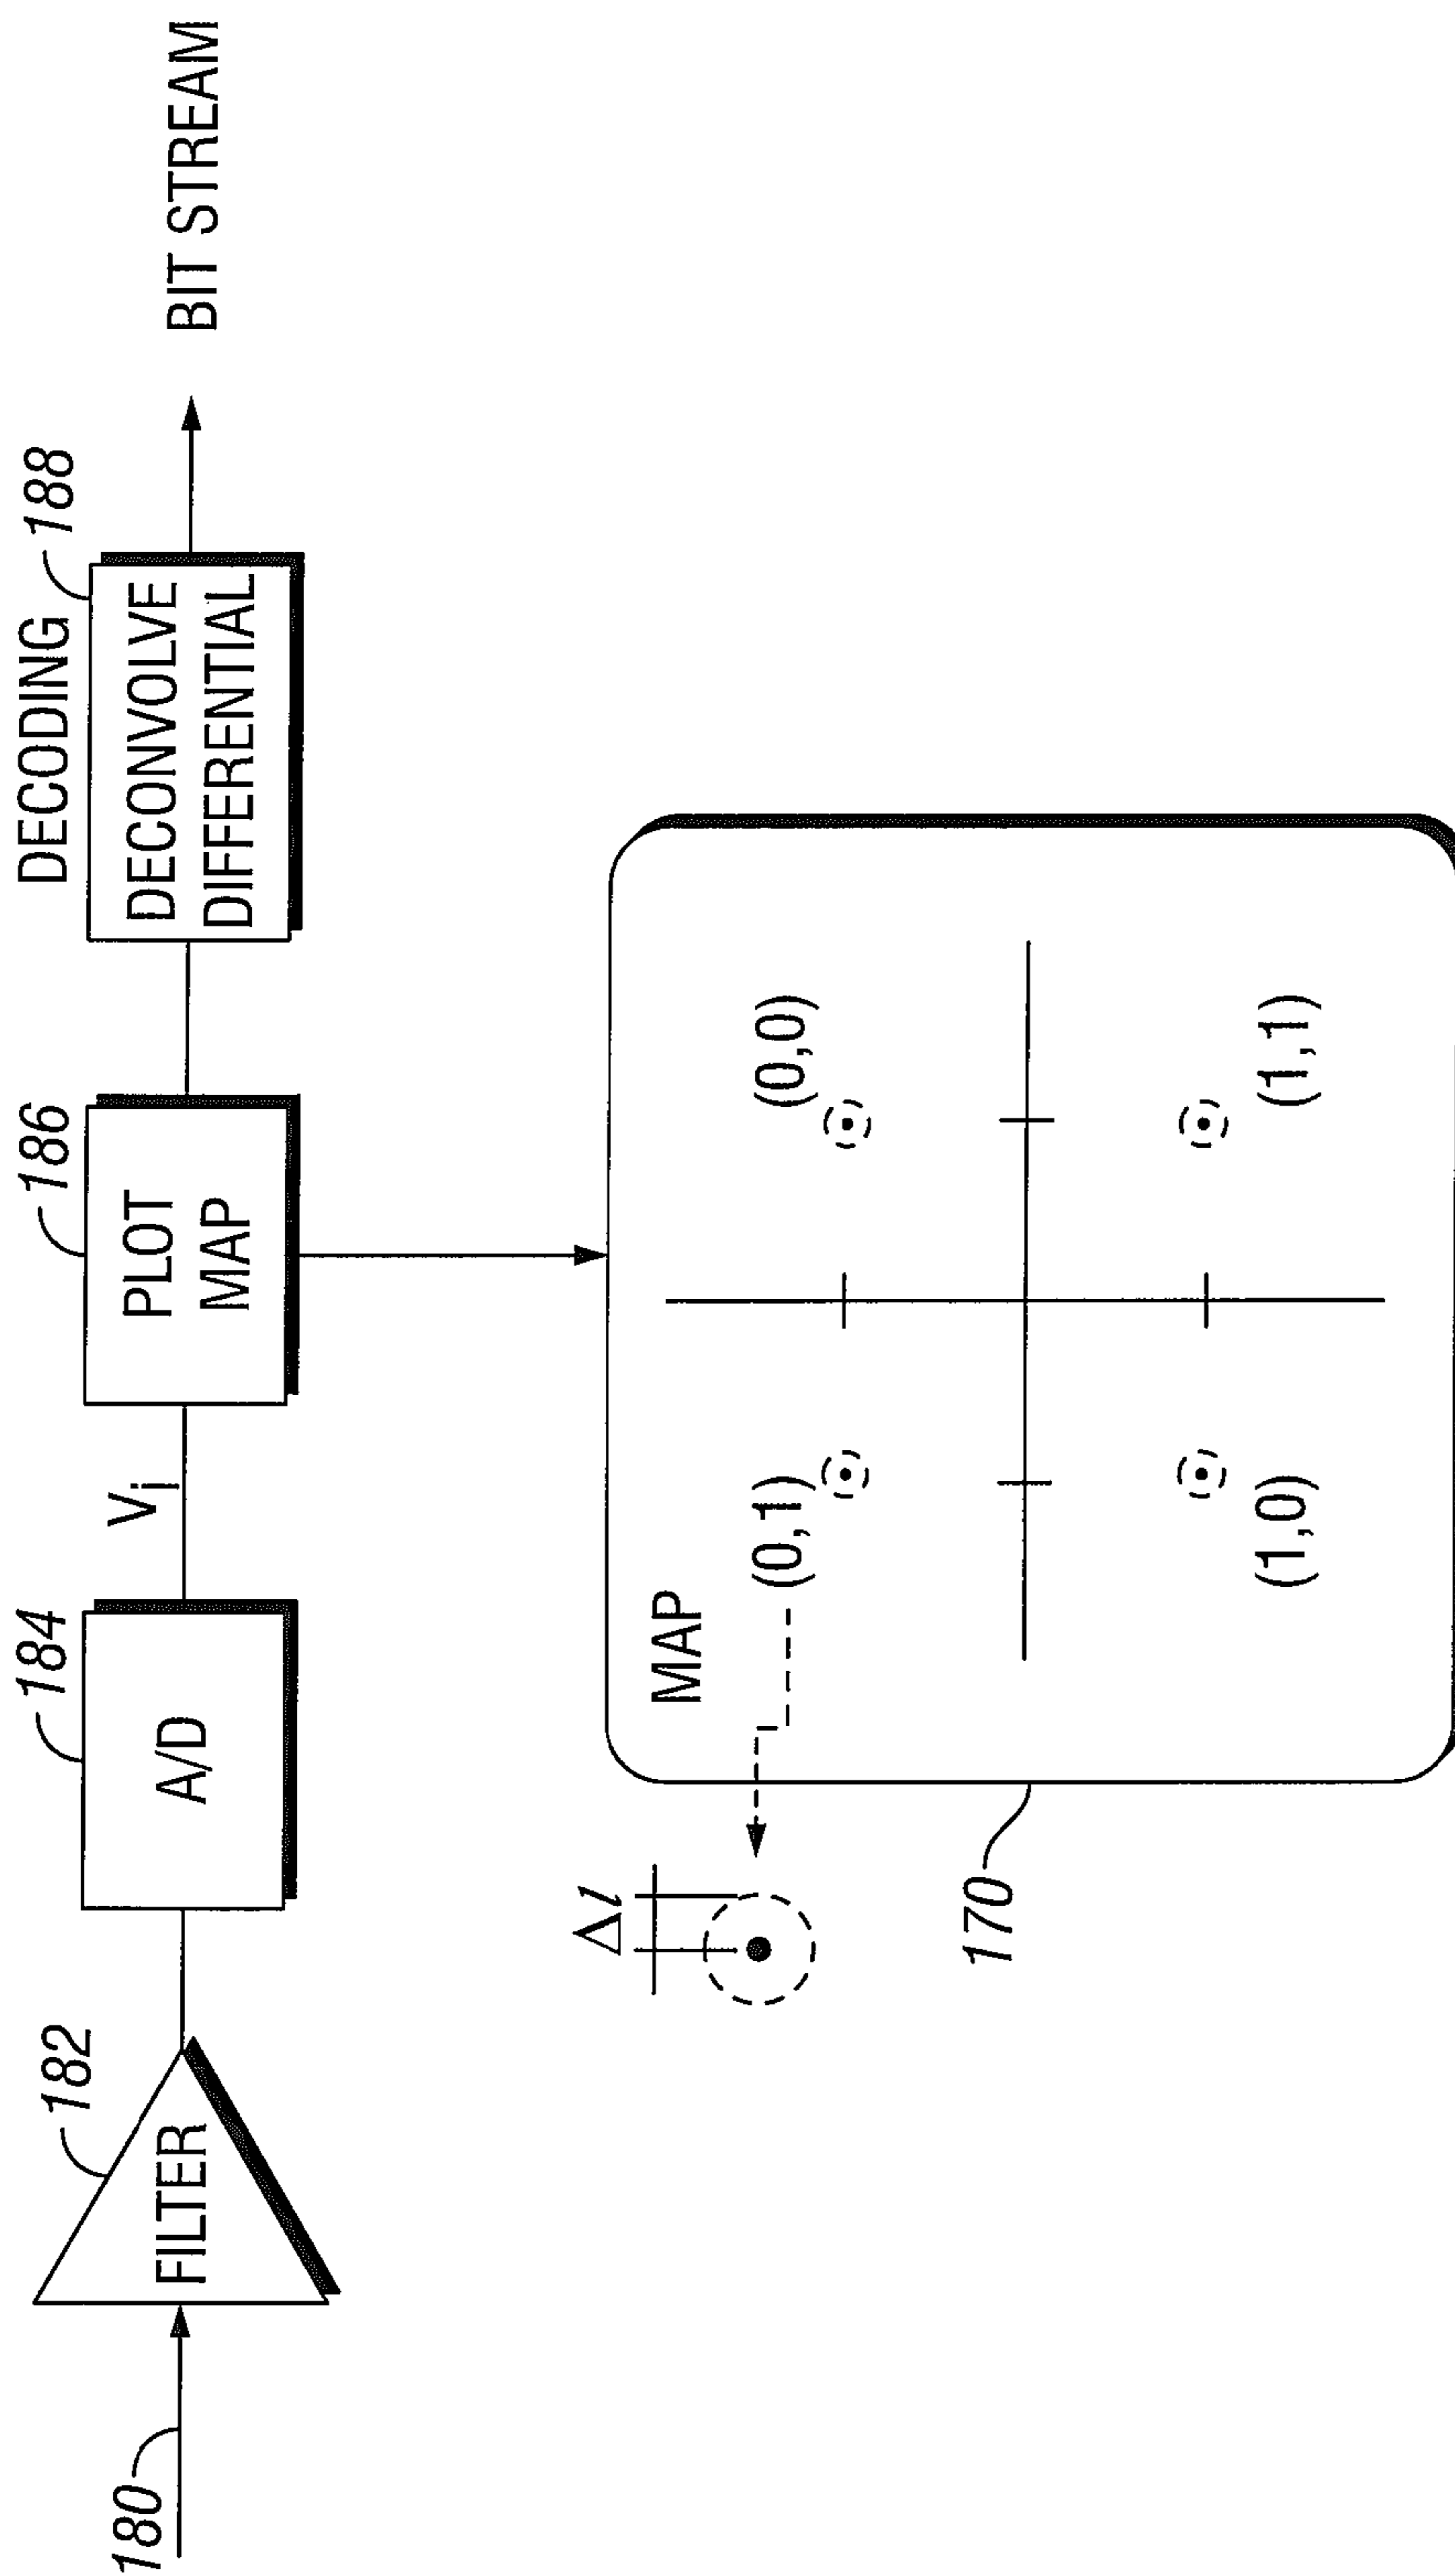 DECODING
180
182
184
186
188
FILTER
A/D
Vi
PLOT
MAP
DECONVOLVE
DIFFERENTIAL
BIT STREAM
Δl
MAP
(0,1)
(0,0)
(1,0)
(1,1)
170